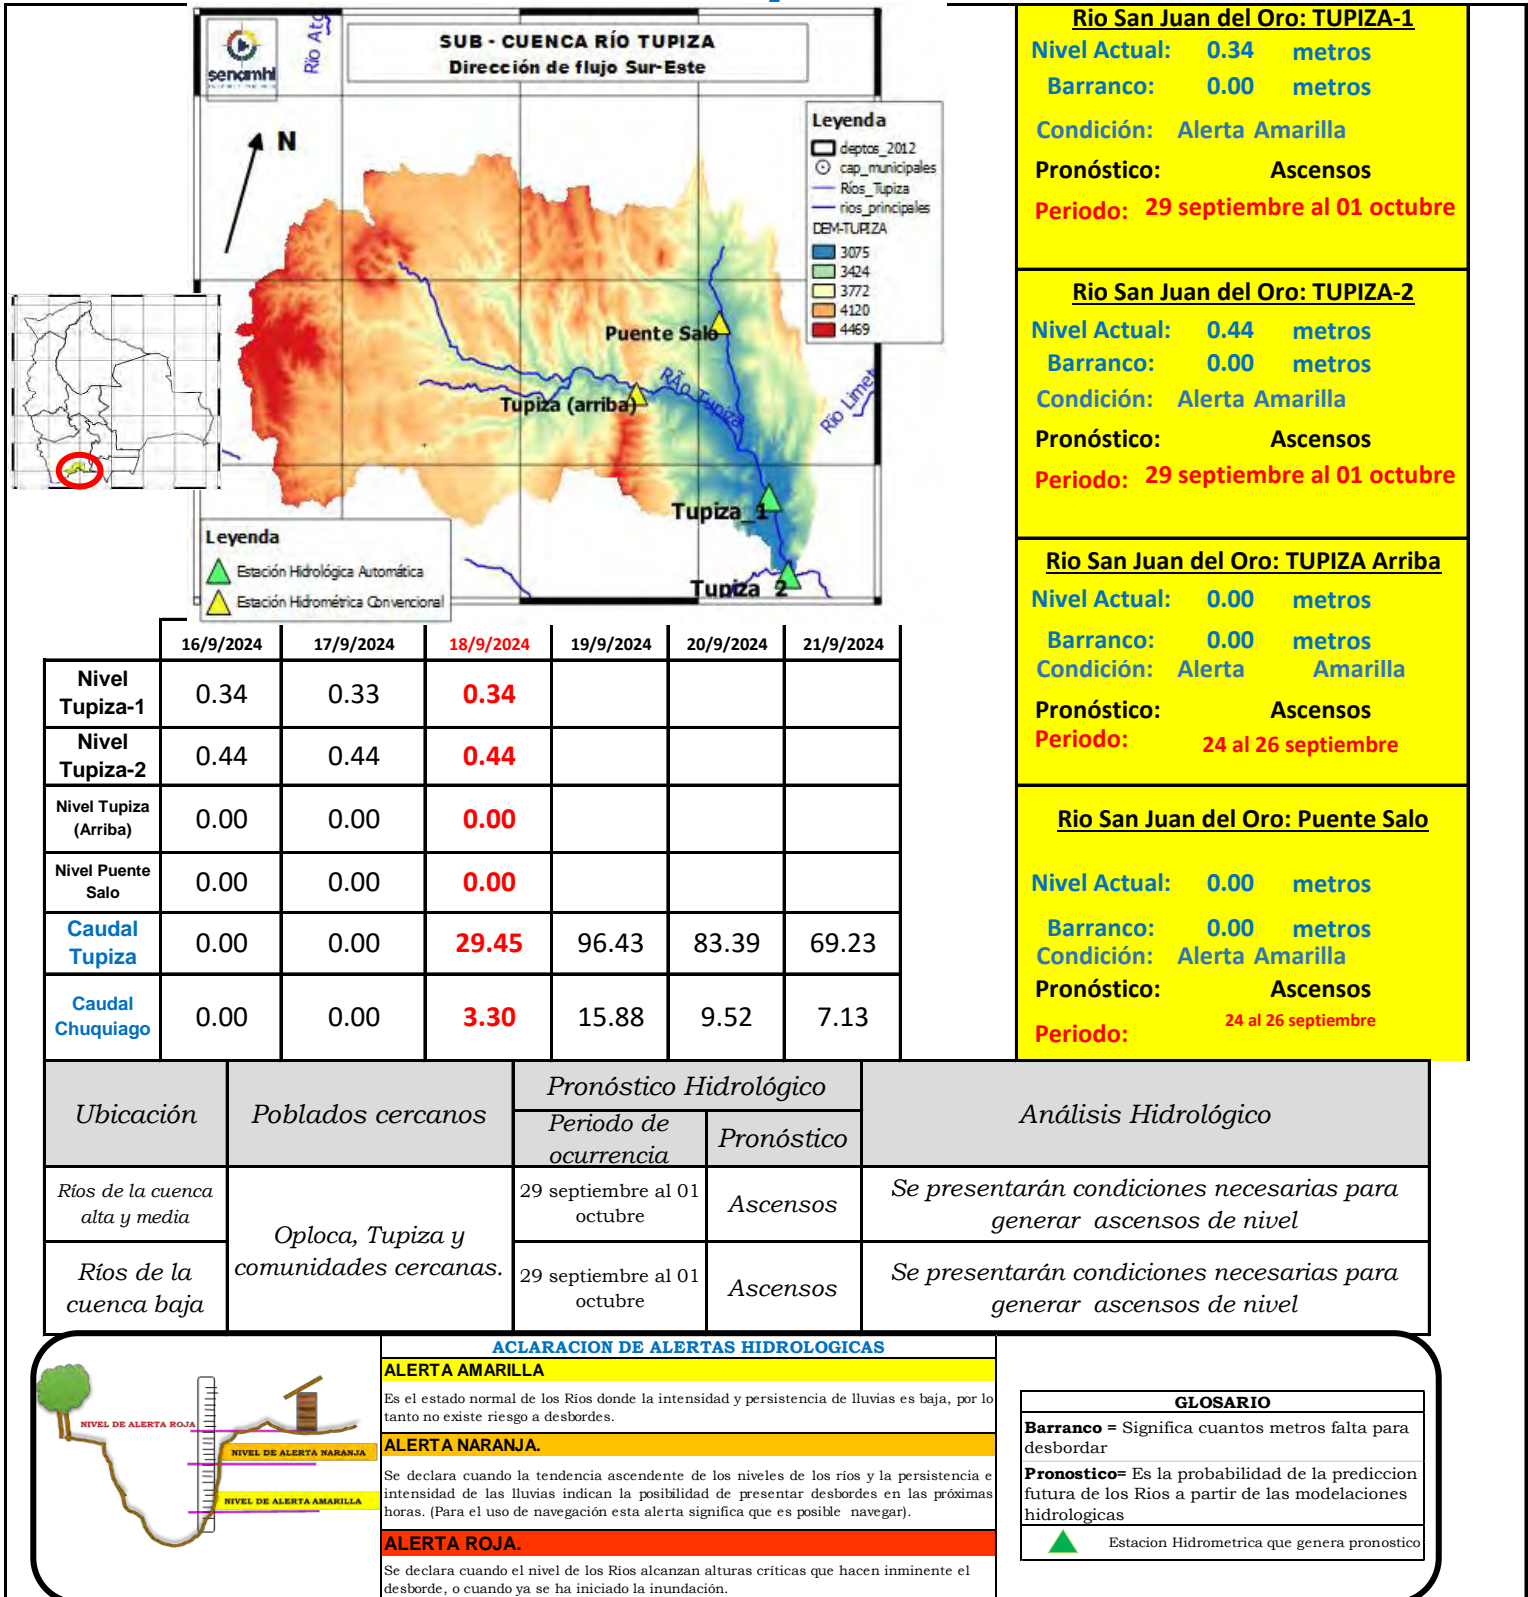 senamhi
Río Ato
SUB - CUENCA RÍO TUPIZA
Dirección de flujo Sur-Este
N
Leyenda
deptos_2012
cap_municipales
Ríos_Tupiza
rios_principales
DEM-TUPIZA
3075
3424
3772
4120
4469
Puente Salo
RÃo Tupiza
Tupiza (arriba)
Rio Limet
Tupiza_1
Tupiza_2
Leyenda
Estación Hidrológica Automática
Estación Hidrométrica Convencional
Rio San Juan del Oro: TUPIZA-1
Nivel Actual: 0.34 metros
Barranco: 0.00 metros
Condición: Alerta Amarilla
Pronóstico: Ascensos
Periodo: 29 septiembre al 01 octubre
Rio San Juan del Oro: TUPIZA-2
Nivel Actual: 0.44 metros
Barranco: 0.00 metros
Condición: Alerta Amarilla
Pronóstico: Ascensos
Periodo: 29 septiembre al 01 octubre
Rio San Juan del Oro: TUPIZA Arriba
Nivel Actual: 0.00 metros
Barranco: 0.00 metros
Condición: Alerta Amarilla
Pronóstico: Ascensos
Periodo: 24 al 26 septiembre
Rio San Juan del Oro: Puente Salo
Nivel Actual: 0.00 metros
Barranco: 0.00 metros
Condición: Alerta Amarilla
Pronóstico: Ascensos
Periodo: 24 al 26 septiembre
16/9/2024 17/9/2024 18/9/2024 19/9/2024 20/9/2024 21/9/2024
Nivel
Tupiza-1
0.34 0.33 0.34
Nivel
Tupiza-2
0.44 0.44 0.44
Nivel Tupiza
(Arriba)
0.00 0.00 0.00
Nivel Puente
Salo
0.00 0.00 0.00
Caudal
Tupiza
0.00 0.00 29.45 96.43 83.39 69.23
Caudal
Chuquiago
0.00 0.00 3.30 15.88 9.52 7.13
Ubicación
Poblados cercanos
Pronóstico Hidrológico
Periodo de
ocurrencia
Pronóstico
Análisis Hidrológico
Ríos de la cuenca
alta y media
Oploca, Tupiza y
comunidades cercanas.
29 septiembre al 01
octubre
Ascensos
Se presentarán condiciones necesarias para
generar ascensos de nivel
Ríos de la
cuenca baja
29 septiembre al 01
octubre
Ascensos
Se presentarán condiciones necesarias para
generar ascensos de nivel
NIVEL DE ALERTA ROJA
NIVEL DE ALERTA NARANJA
NIVEL DE ALERTA AMARILLA
ACLARACION DE ALERTAS HIDROLOGICAS
ALERTA AMARILLA
Es el estado normal de los Ríos donde la intensidad y persistencia de lluvias es baja, por lo
tanto no existe riesgo a desbordes.
ALERTA NARANJA.
Se declara cuando la tendencia ascendente de los niveles de los ríos y la persistencia e
intensidad de las lluvias indican la posibilidad de presentar desbordes en las próximas
horas. (Para el uso de navegación esta alerta significa que es posible navegar).
ALERTA ROJA.
Se declara cuando el nivel de los Ríos alcanzan alturas críticas que hacen inminente el
desborde, o cuando ya se ha iniciado la inundación.
GLOSARIO
Barranco = Significa cuantos metros falta para
desbordar
Pronostico= Es la probabilidad de la prediccion
futura de los Rios a partir de las modelaciones
hidrologicas
Estacion Hidrometrica que genera pronostico